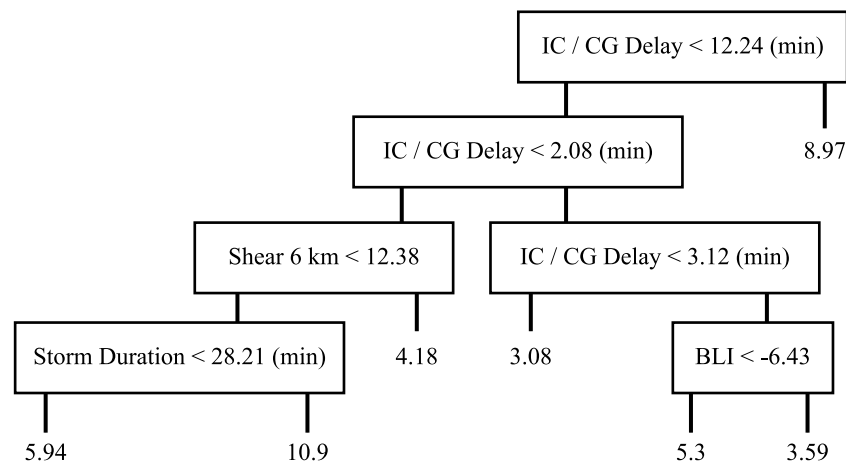 IC / CG Delay < 12.24 (min)
IC / CG Delay < 2.08 (min)
8.97
Shear 6 km < 12.38
IC / CG Delay < 3.12 (min)
Storm Duration < 28.21 (min)
4.18
3.08
BLI < -6.43
5.94
10.9
5.3
3.59